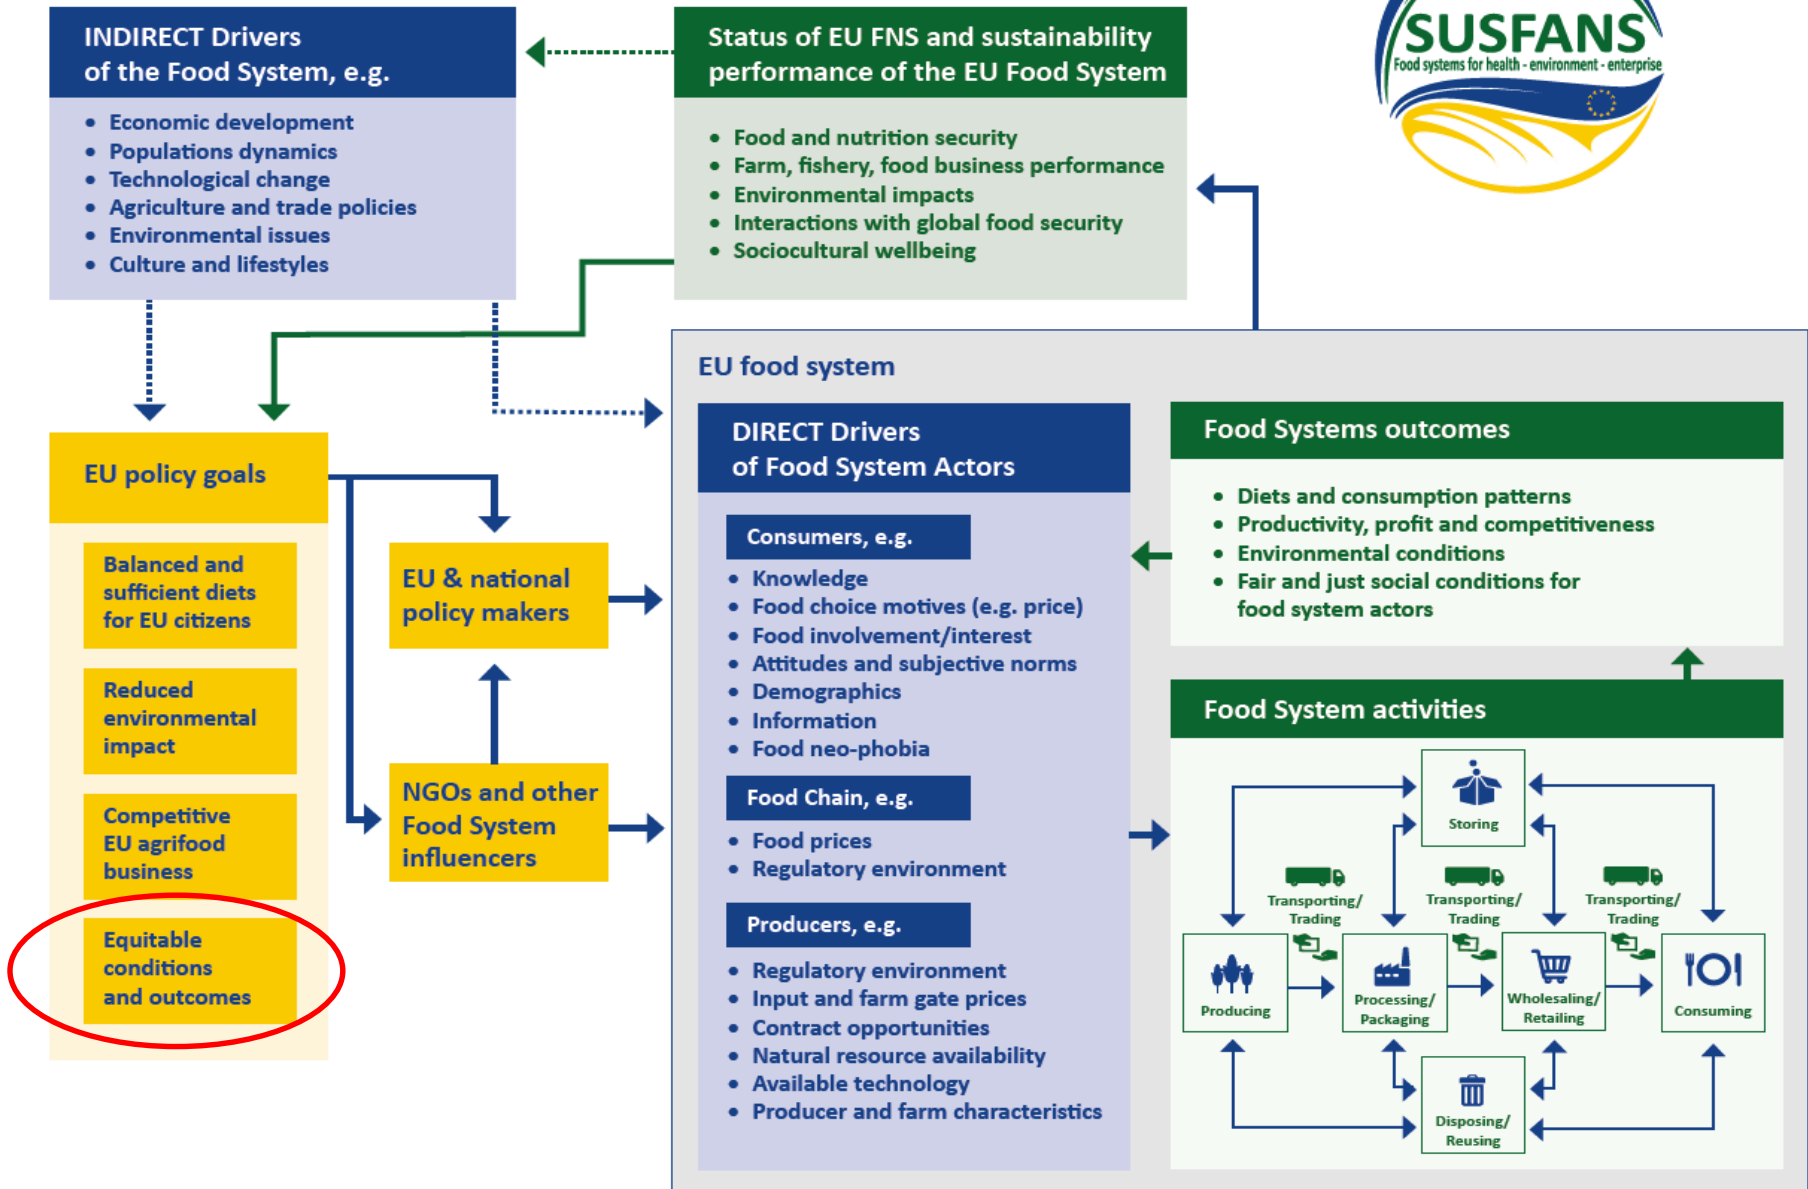 INDIRECT Drivers
of the Food System, e.g.
• Economic development
• Populations dynamics
• Technological change
• Agriculture and trade policies
• Environmental issues
• Culture and lifestyles
Status of EU FNS and sustainability
performance of the EU Food System
• Food and nutrition security
• Farm, fishery, food business performance
• Environmental impacts
• Interactions with global food security
• Sociocultural wellbeing
SUSFANS
Food systems for health - environment - enterprise
EU policy goals
Balanced and
sufficient diets
for EU citizens
Reduced
environmental
impact
Competitive
EU agrifood
business
Equitable
conditions
and outcomes
EU & national
policy makers
NGOs and other
Food System
influencers
EU food system
DIRECT Drivers
of Food System Actors
Consumers, e.g.
• Knowledge
• Food choice motives (e.g. price)
• Food involvement/interest
• Attitudes and subjective norms
• Demographics
• Information
• Food neo-phobia
Food Chain, e.g.
• Food prices
• Regulatory environment
Producers, e.g.
• Regulatory environment
• Input and farm gate prices
• Contract opportunities
• Natural resource availability
• Available technology
• Producer and farm characteristics
Food Systems outcomes
• Diets and consumption patterns
• Productivity, profit and competitiveness
• Environmental conditions
• Fair and just social conditions for
food system actors
Food System activities
Storing
Transporting/
Trading
Transporting/
Trading
Transporting/
Trading
Producing
Processing/
Packaging
Wholesaling/
Retailing
Consuming
Disposing/
Reusing